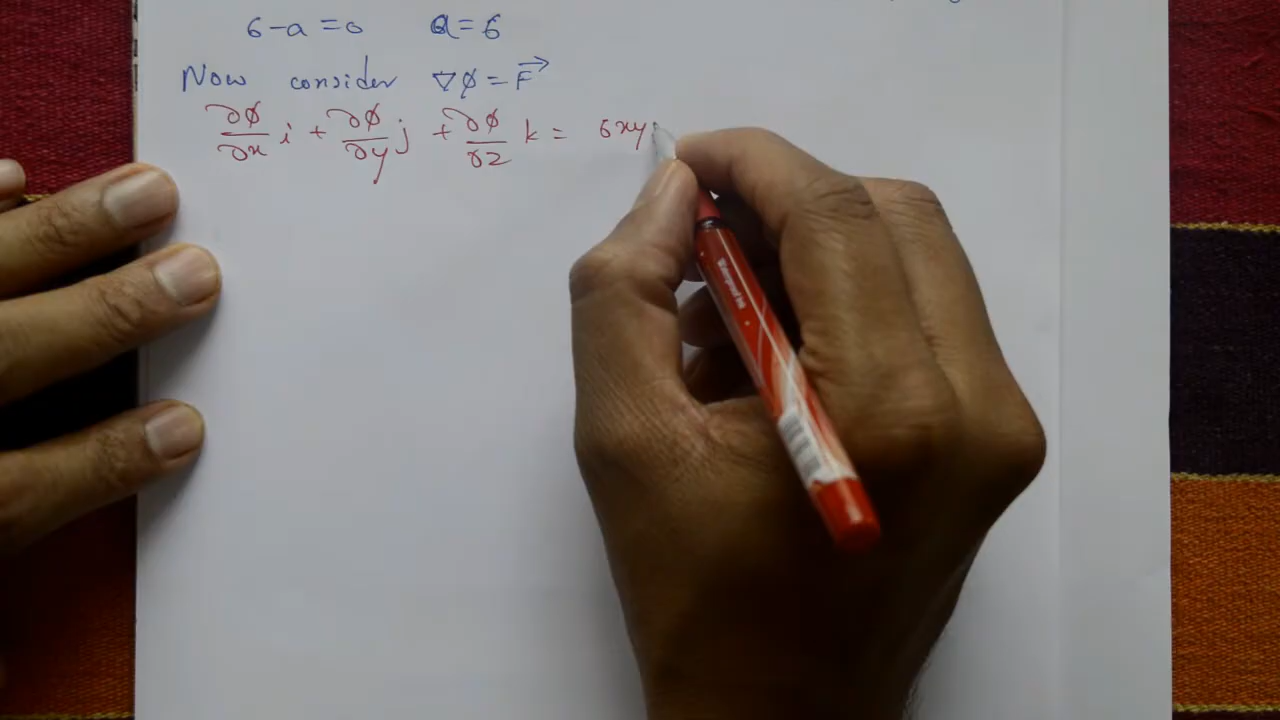 6-a=0 a=6
Now consider ∇φ = F⃗
∂φ/∂x i + ∂φ/∂y j + ∂φ/∂z k = 6xy